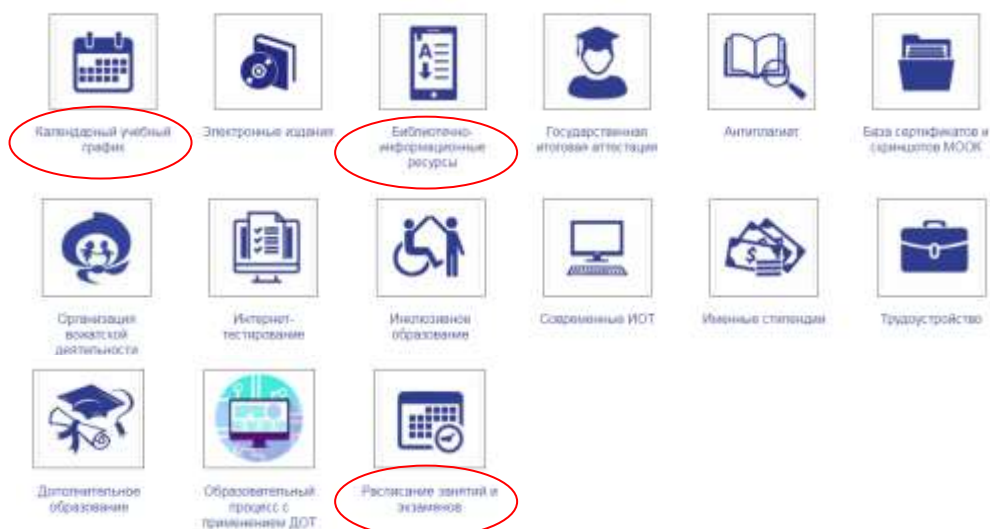 Календарный учебный
график
Электронные издания
Библиотечно-
информационные
ресурсы
Государственная
итоговая аттестация
Антиплагиат
База сертификатов и
скриншотов МООК
Организация
вожатской
деятельности
Интернет-
тестирование
Инклюзивное
образование
Современные ИОТ
Именные стипендии
Трудоустройство
Дополнительное
образование
Образовательный
процесс с
применением ДОТ
Расписание занятий и
экзаменов